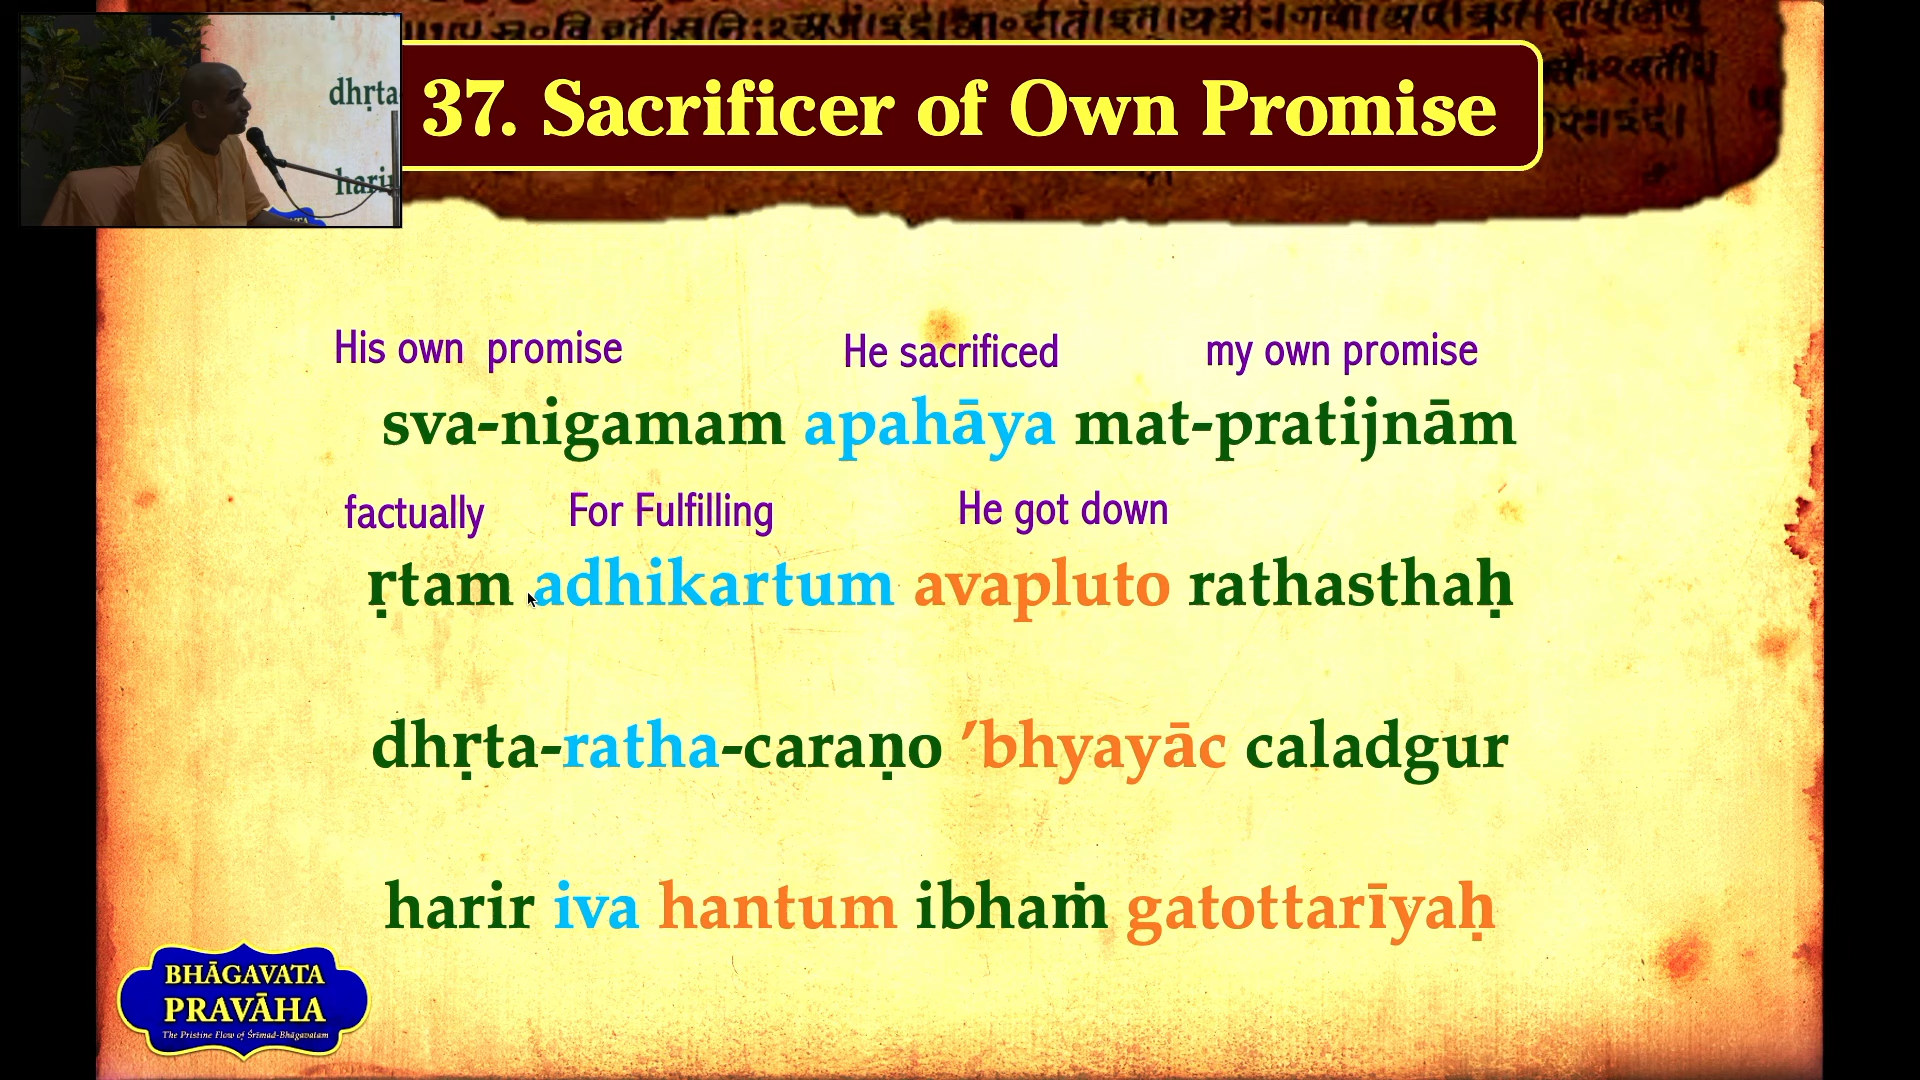 37. Sacrificer of Own Promise
dhṛta
His own promise He sacrificed my own promise
sva-nigamam apahāya mat-pratijnām
factually For Fulfilling He got down
ṛtam adhikartum avapluto rathasthaḥ
dhṛta-ratha-caraṇo ’bhyayāc caladgur
harir iva hantum ibhaṁ gatottarīyaḥ
BHĀGAVATA
PRAVĀHA
The Pristine Flow of Śrīmad-Bhāgavatam